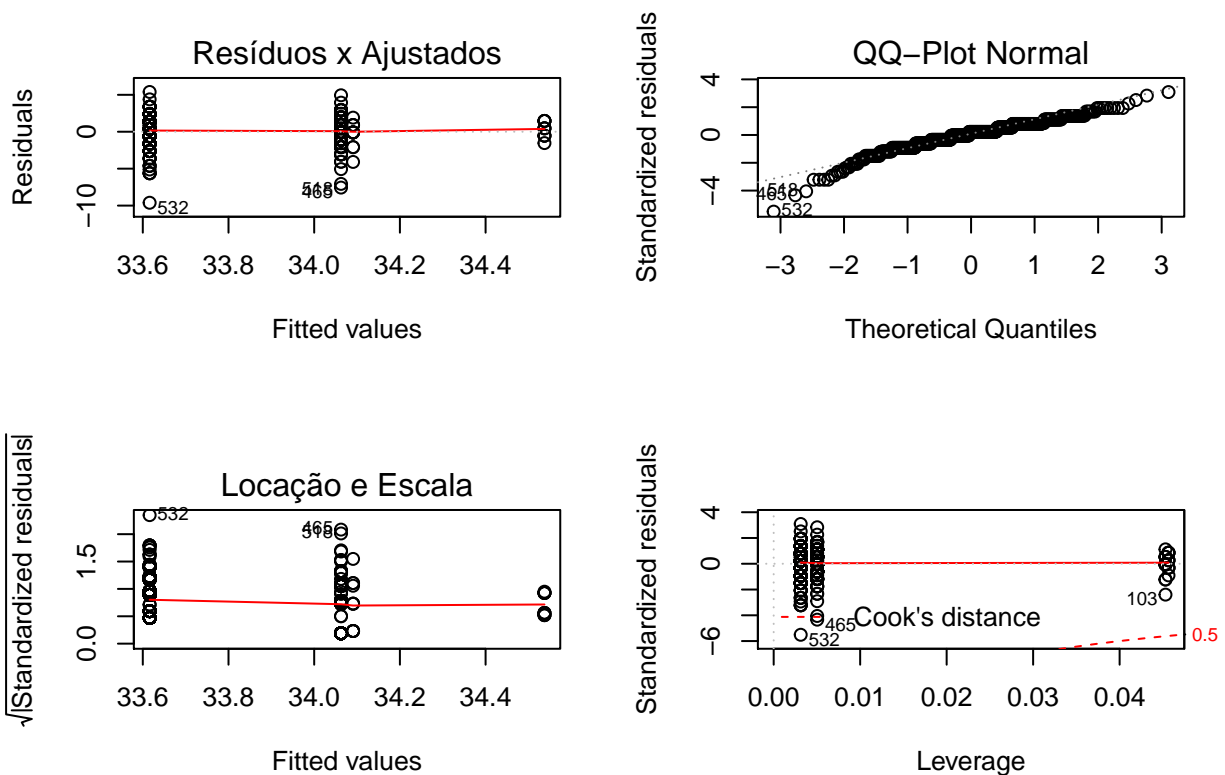 Resíduos x Ajustados
Residuals
0
−10
532
518
465
33.6 33.8 34.0 34.2 34.4
Fitted values
QQ−Plot Normal
Standardized residuals
4
0
−4
518
465
532
−3 −2 −1 0 1 2 3
Theoretical Quantiles
Locação e Escala
√|Standardized residuals|
1.5
0.0
532
465
518
33.6 33.8 34.0 34.2 34.4
Fitted values
Standardized residuals
4
0
−6
Cook's distance
465
532
103
0.5
0.00 0.01 0.02 0.03 0.04
Leverage